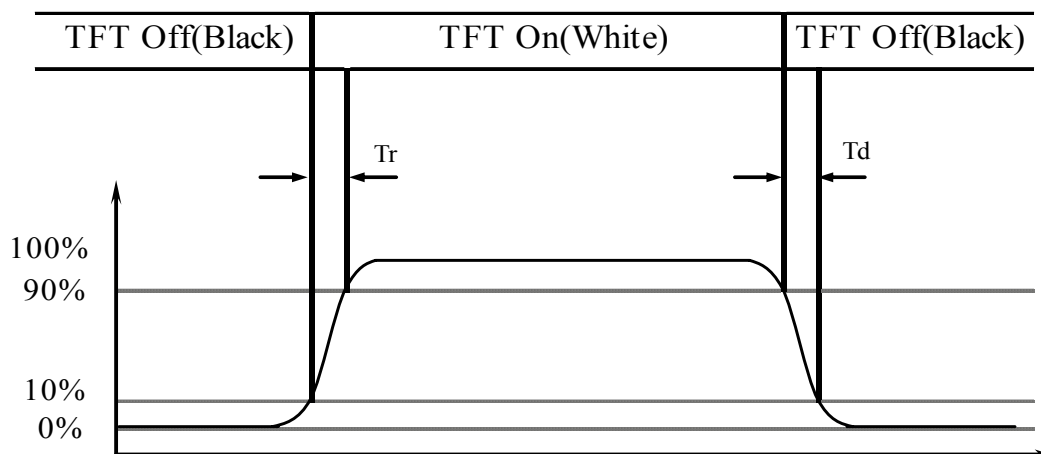 TFT Off(Black) TFT On(White) TFT Off(Black)
Tr Td
100%
90%
10%
0%